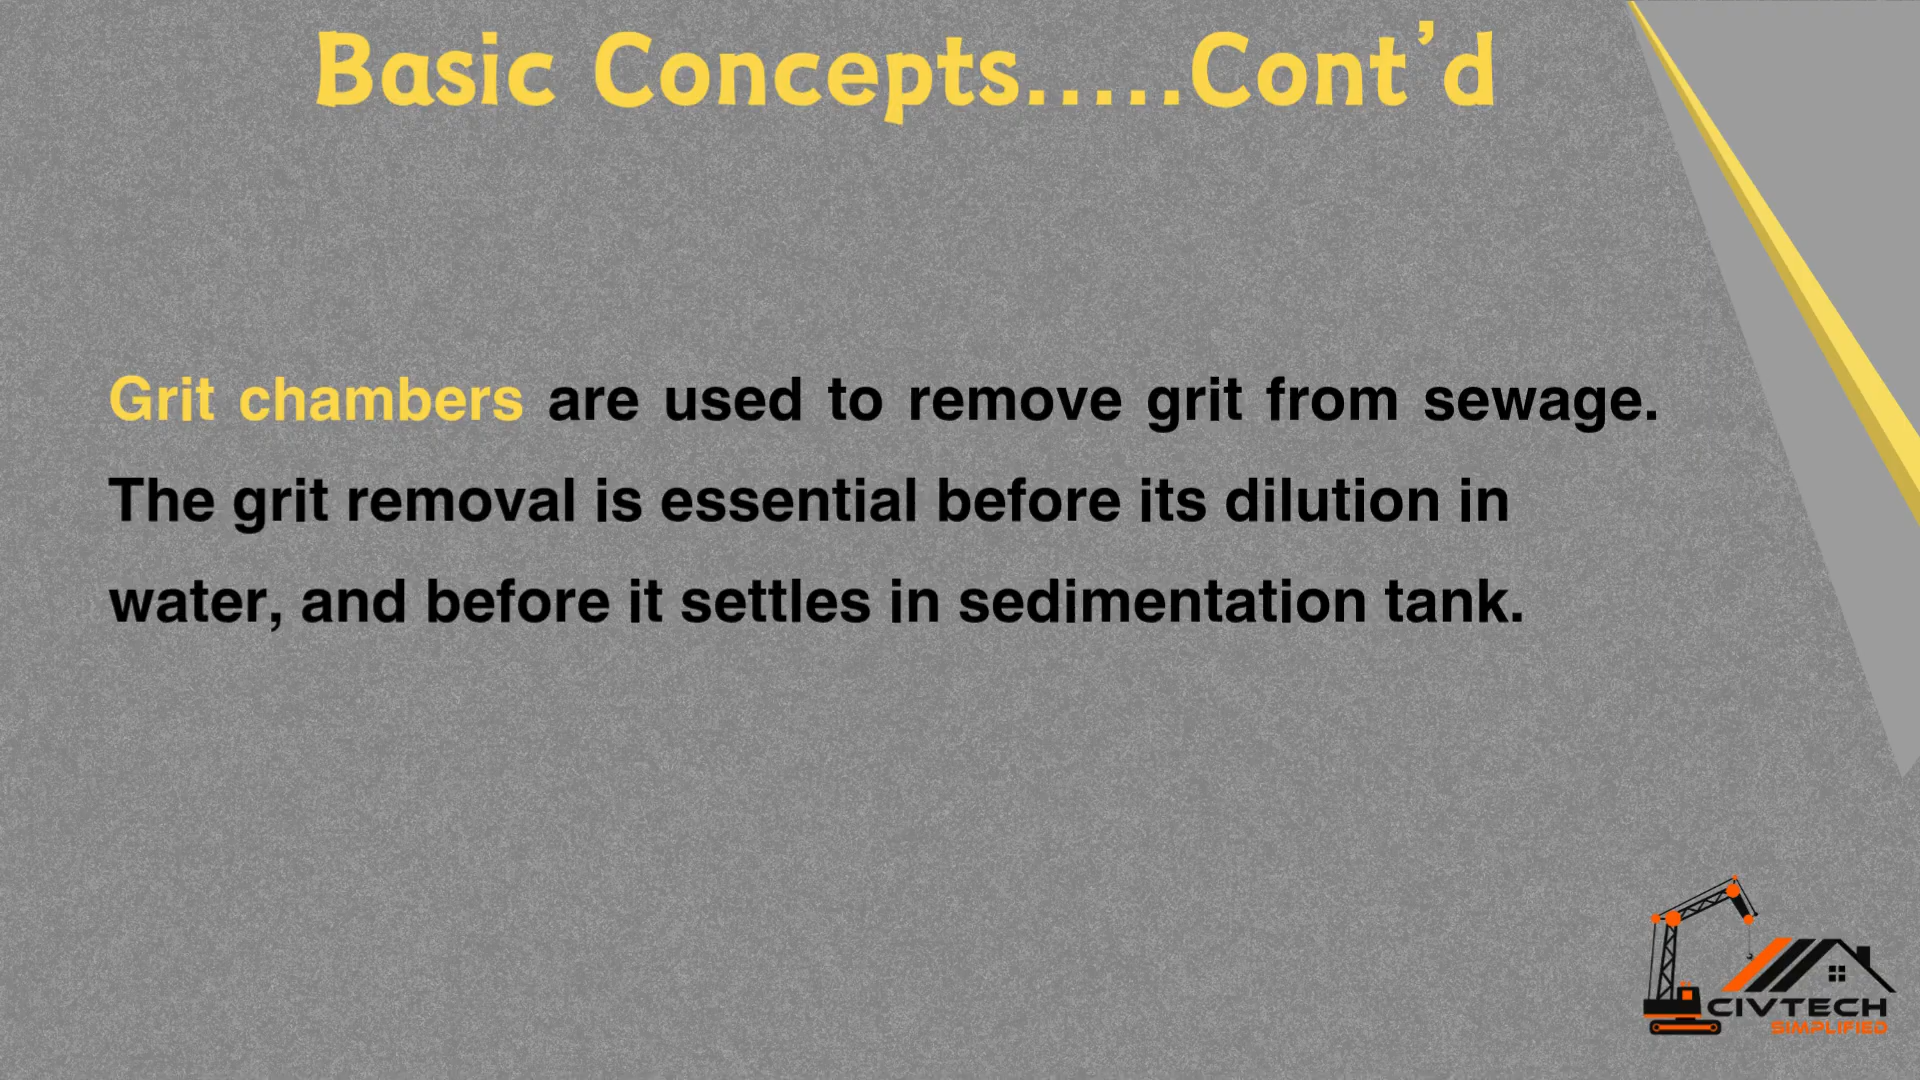 Basic Concepts.....Cont’d
Grit chambers are used to remove grit from sewage.
The grit removal is essential before its dilution in
water, and before it settles in sedimentation tank.
CIVTECH
SIMPLIFIED